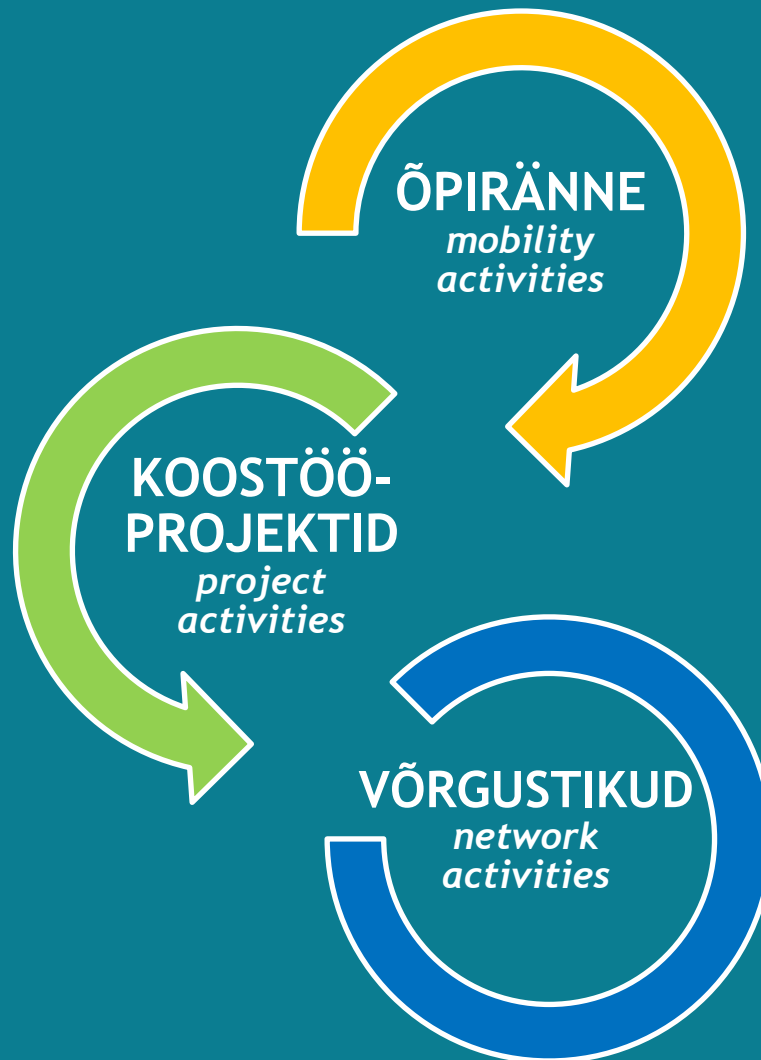 ÕPIRÄNNE
mobility
activities
KOOSTÖÖ-
PROJEKTID
project
activities
VÕRGUSTIKUD
network
activities